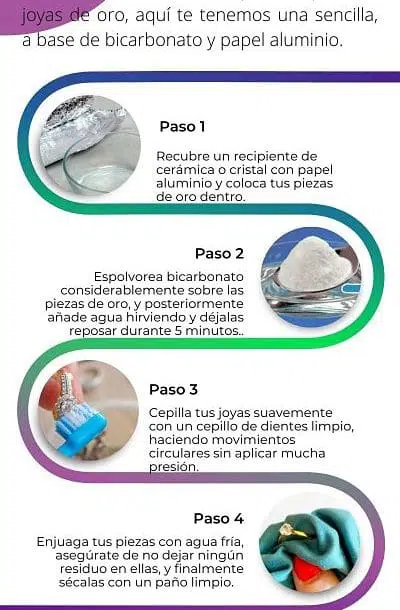 joyas de oro, aquí te tenemos una sencilla,
a base de bicarbonato y papel aluminio.
Paso 1
Recubre un recipiente de
cerámica o cristal con papel
aluminio y coloca tus piezas
de oro dentro.
Paso 2
Espolvorea bicarbonato
considerablemente sobre las
piezas de oro, y posteriormente
añade agua hirviendo y déjalas
reposar durante 5 minutos..
Paso 3
Cepilla tus joyas suavemente
con un cepillo de dientes limpio,
haciendo movimientos
circulares sin aplicar mucha
presión.
Paso 4
Enjuaga tus piezas con agua fría,
asegúrate de no dejar ningún
residuo en ellas, y finalmente
sécalas con un paño limpio.